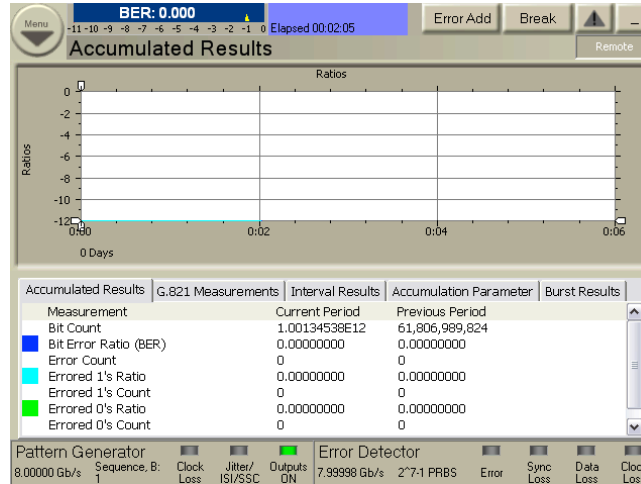 Menu
BER: 0.000
-11 -10 -9 -8 -7 -6 -5 -4 -3 -2 -1 0
Elapsed 00:02:05
Error Add
Break
Accumulated Results
Remote
Ratios
Ratios
0
-2
-4
-6
-8
-10
-12
0:00 0:02 0:04 0:06
0 Days
Accumulated Results G.821 Measurements Interval Results Accumulation Parameter Burst Results
Measurement Current Period Previous Period
Bit Count 1.00134538E12 61,806,989,824
Bit Error Ratio (BER) 0.00000000 0.00000000
Error Count 0 0
Errored 1's Ratio 0.00000000 0.00000000
Errored 1's Count 0 0
Errored 0's Ratio 0.00000000 0.00000000
Errored 0's Count 0 0
Pattern Generator
8.00000 Gb/s
Sequence, B:
1
Clock
Loss
Jitter/
ISI/SSC
Outputs
ON
Error Detector
7.99998 Gb/s
2^7-1 PRBS
Error
Sync
Loss
Data
Loss
Cloc
Los